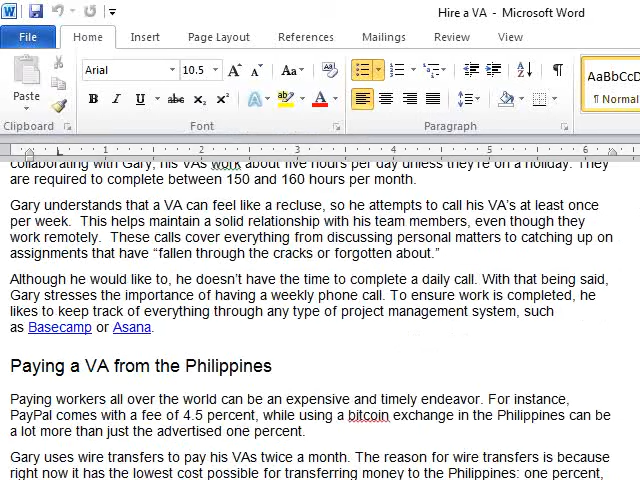 Hire a VA - Microsoft Word
File Home Insert Page Layout References Mailings Review View
Paste
Clipboard
Arial 10.5 A A Aa
B I U abc x₂ x² A ab A
Font
A Z ¶
Paragraph
AaBbCcD
¶ Normal
1 2 3 4 5 6
collaborating with Gary, his VAs work about five hours per day unless they're on a holiday. They
are required to complete between 150 and 160 hours per month.
Gary understands that a VA can feel like a recluse, so he attempts to call his VA's at least once
per week. This helps maintain a solid relationship with his team members, even though they
work remotely. These calls cover everything from discussing personal matters to catching up on
assignments that have “fallen through the cracks or forgotten about.”
Although he would like to, he doesn't have the time to complete a daily call. With that being said,
Gary stresses the importance of having a weekly phone call. To ensure work is completed, he
likes to keep track of everything through any type of project management system, such
as Basecamp or Asana.
Paying a VA from the Philippines
Paying workers all over the world can be an expensive and timely endeavor. For instance,
PayPal comes with a fee of 4.5 percent, while using a bitcoin exchange in the Philippines can be
a lot more than just the advertised one percent.
Gary uses wire transfers to pay his VAs twice a month. The reason for wire transfers is because
right now it has the lowest cost possible for transferring money to the Philippines: one percent,